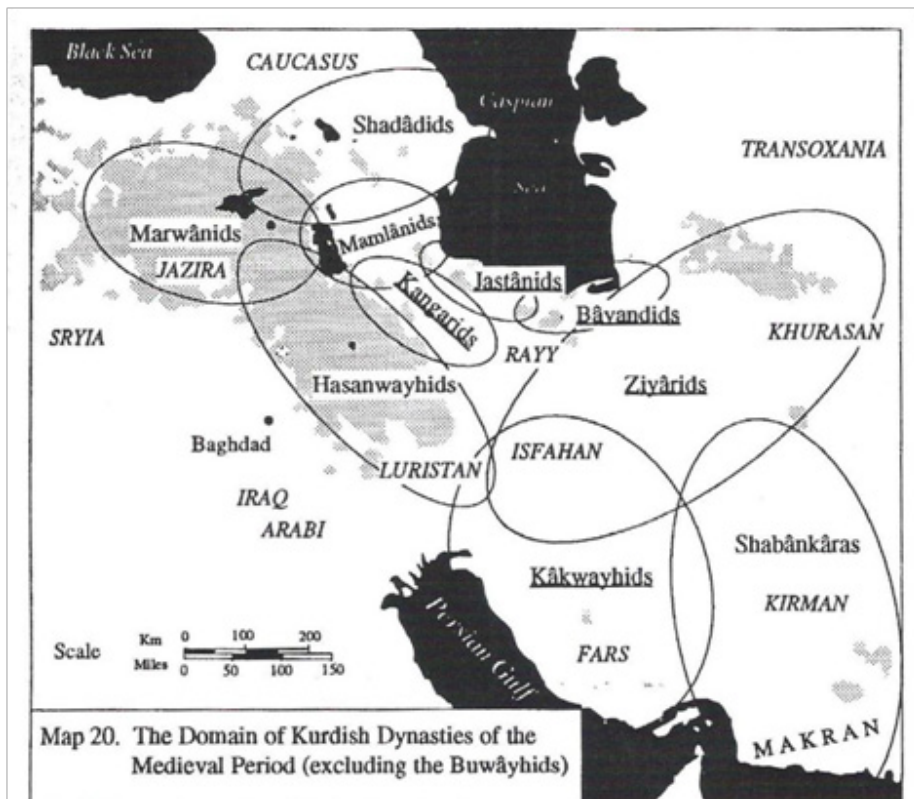 Black Sea
CAUCASUS
Caspian
Sea
Shadâdids
TRANSOXANIA
Marwânids
JAZIRA
Mamlânids
Jastânids
Kangarids
Bâvandids
SRYIA
RAYY
KHURASAN
Hasanwayhids
Ziyârids
Baghdad
LURISTAN
ISFAHAN
IRAQ
ARABI
Shabânkâras
Kâkwayhids
KIRMAN
Persian Gulf
FARS
Scale
Km 0 100 200
Miles 0 50 100 150
MAKRAN
Map 20. The Domain of Kurdish Dynasties of the
Medieval Period (excluding the Buwâyhids)